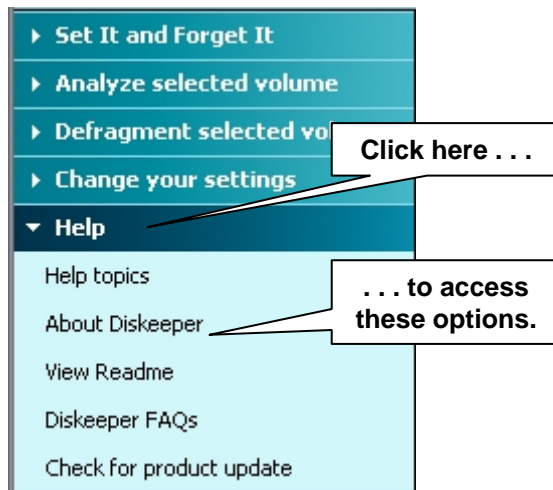 Set It and Forget It
Analyze selected volume
Defragment selected vo
Click here . . .
Change your settings
Help
Help topics
. . . to access
these options.
About Diskeeper
View Readme
Diskeeper FAQs
Check for product update